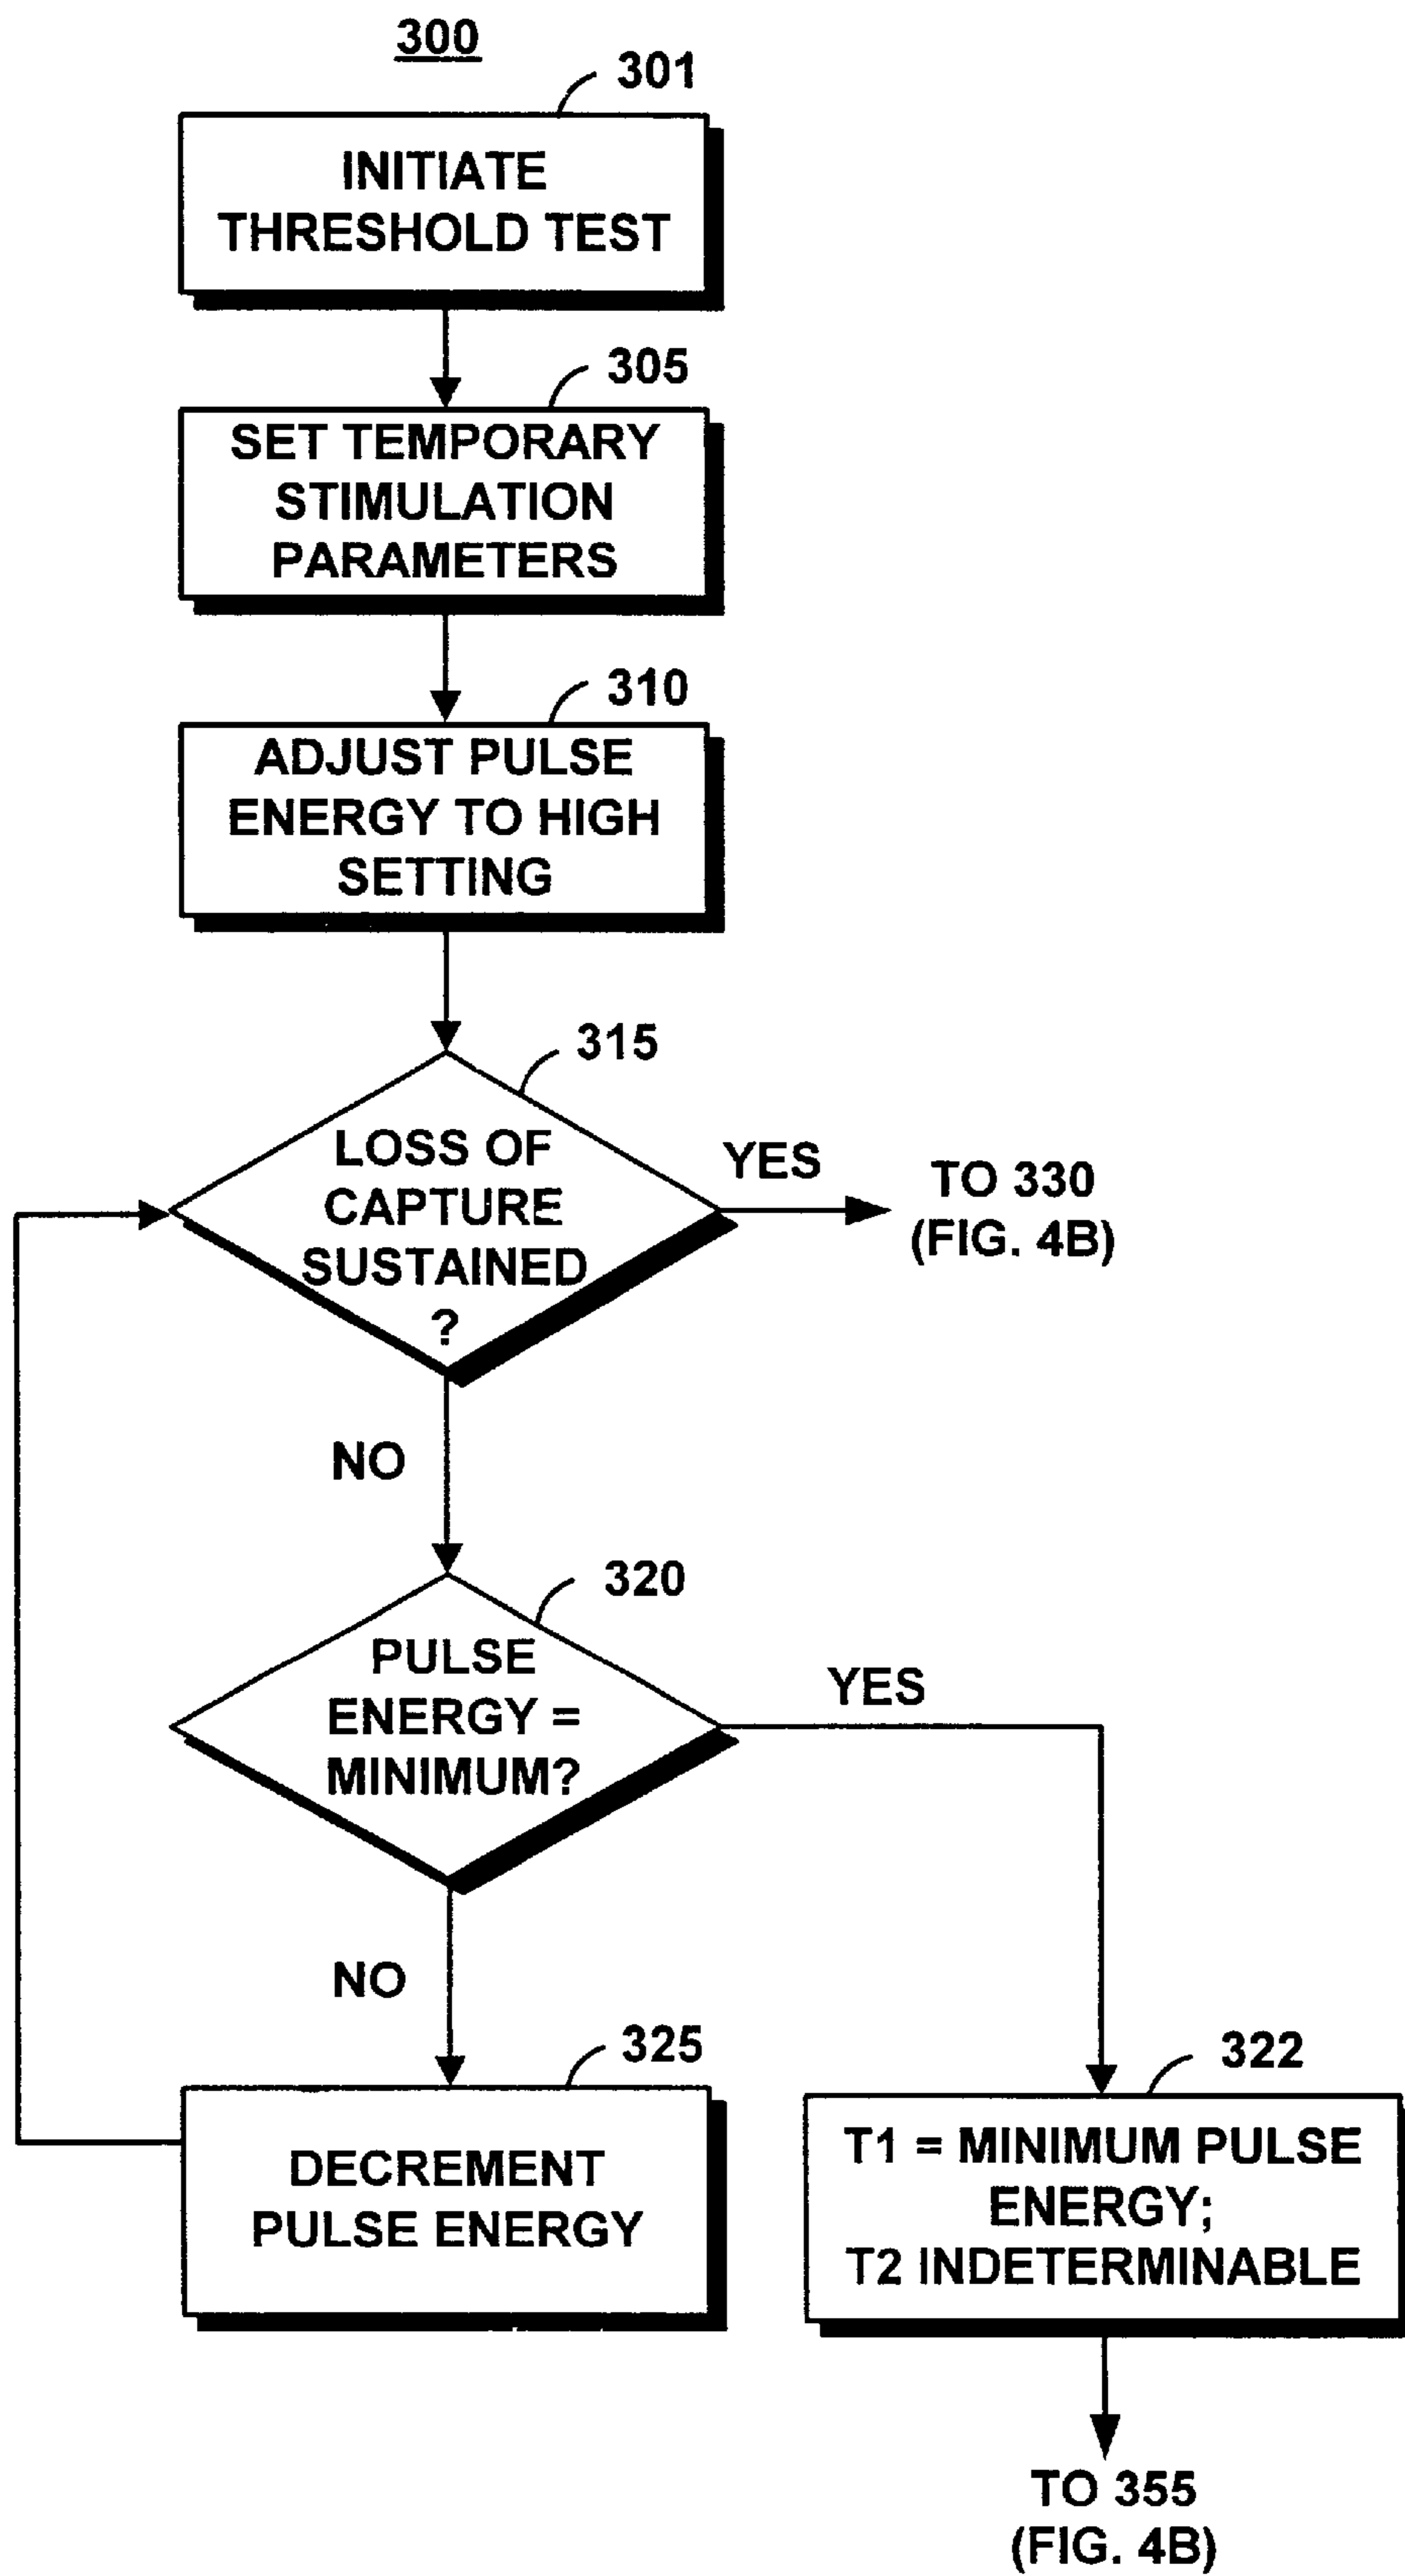 300
301
INITIATE
THRESHOLD TEST
305
SET TEMPORARY
STIMULATION
PARAMETERS
310
ADJUST PULSE
ENERGY TO HIGH
SETTING
315
LOSS OF
CAPTURE
SUSTAINED
?
YES
TO 330
(FIG. 4B)
NO
320
PULSE
ENERGY =
MINIMUM?
YES
NO
325
DECREMENT
PULSE ENERGY
322
T1 = MINIMUM PULSE
ENERGY;
T2 INDETERMINABLE
TO 355
(FIG. 4B)